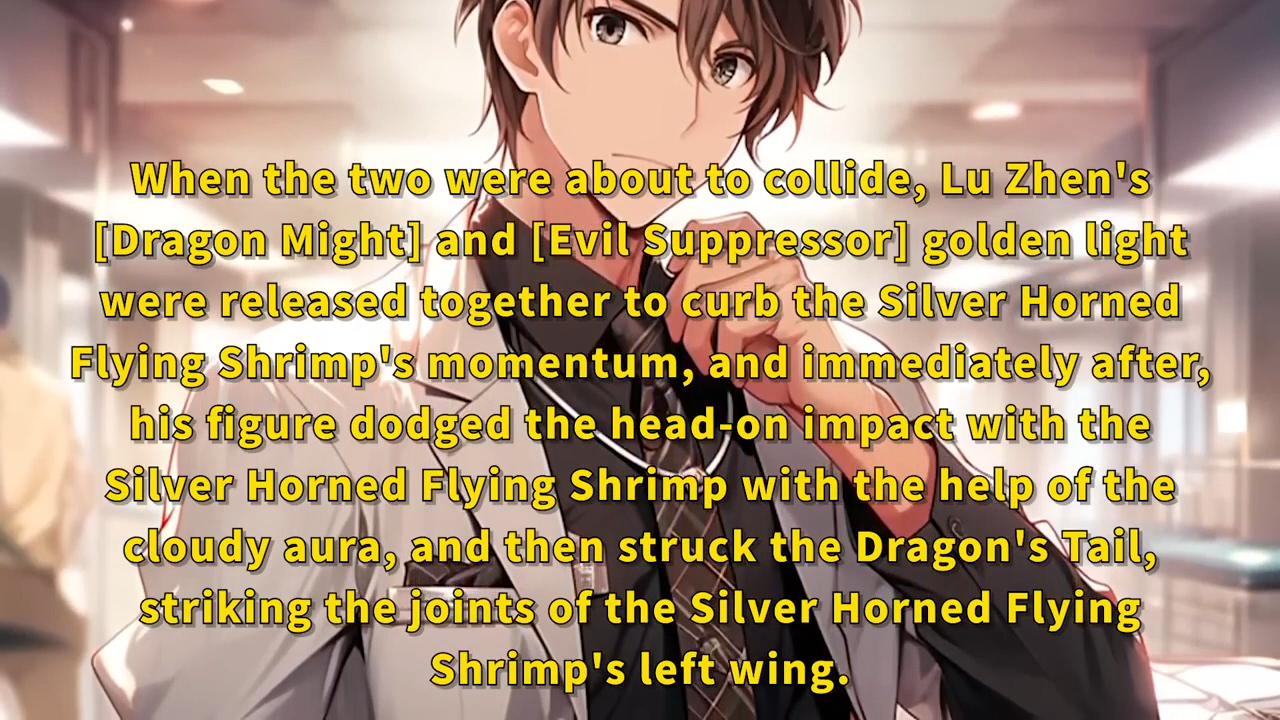 When the two were about to collide, Lu Zhen's
[Dragon Might] and [Evil Suppressor] golden light
were released together to curb the Silver Horned
Flying Shrimp's momentum, and immediately after,
his figure dodged the head-on impact with the
Silver Horned Flying Shrimp with the help of the
cloudy aura, and then struck the Dragon's Tail,
striking the joints of the Silver Horned Flying
Shrimp's left wing.